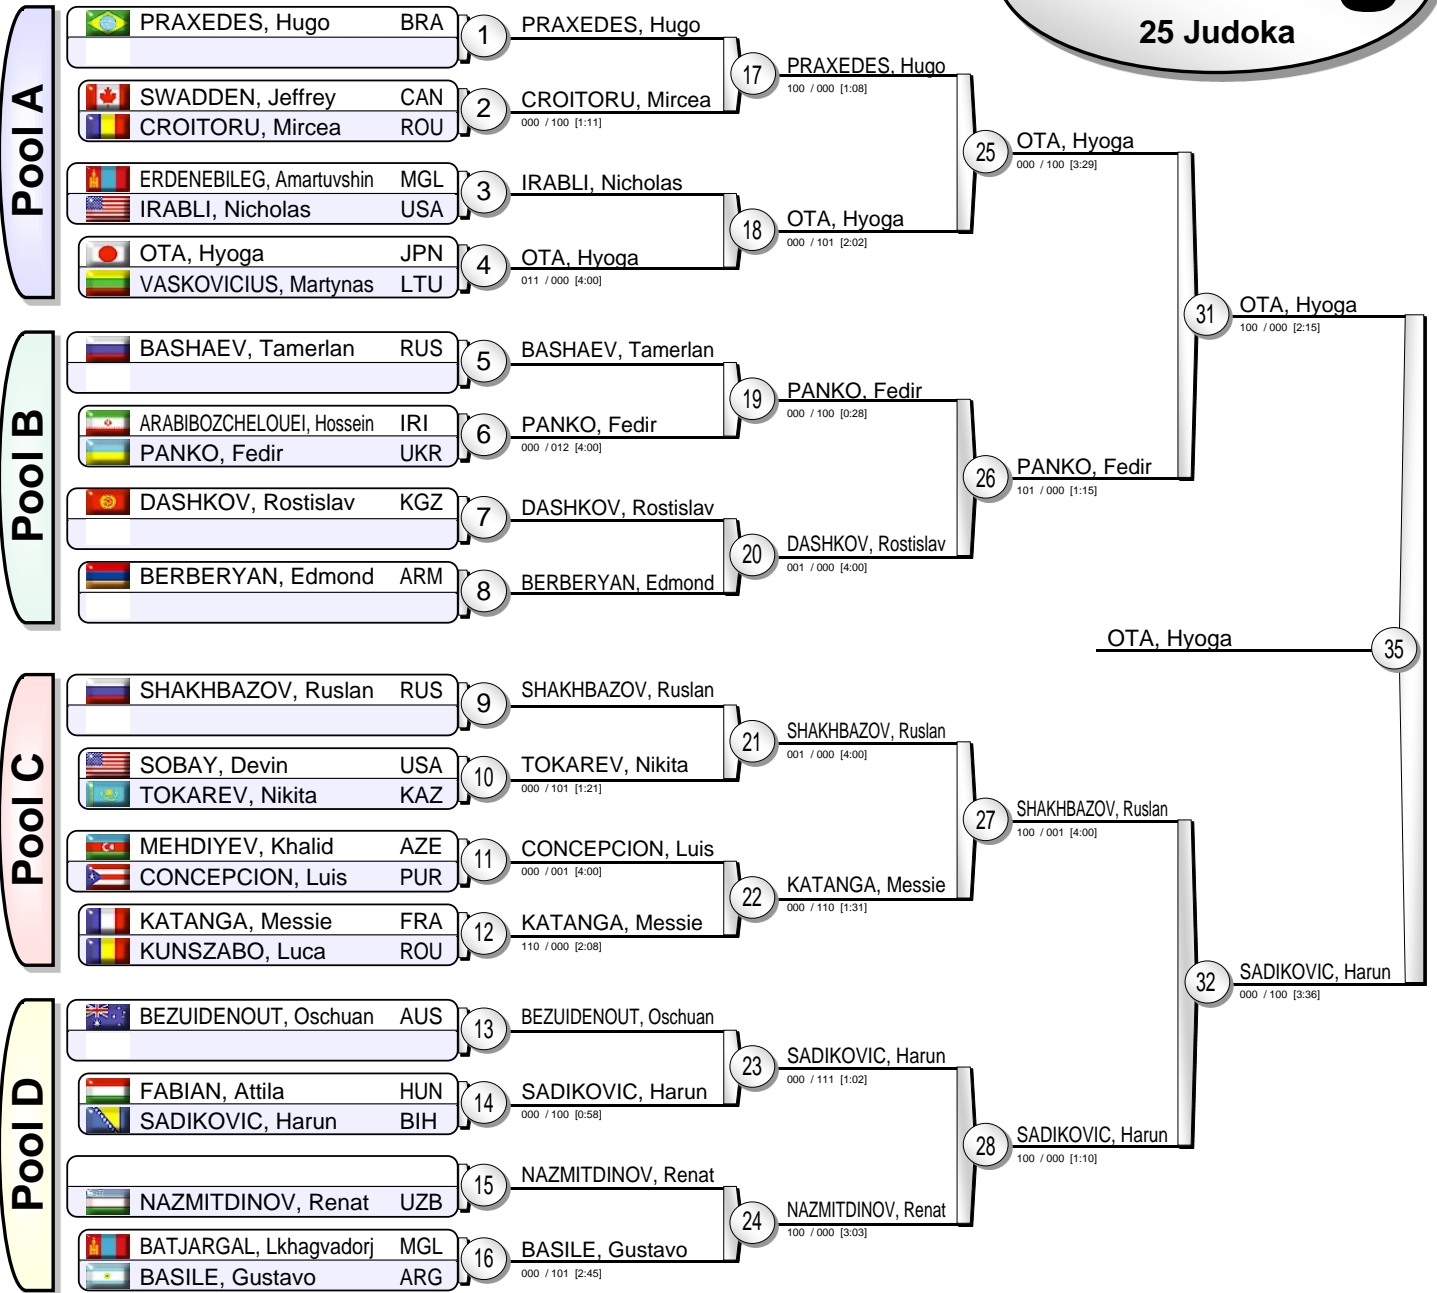 25 Judoka
Pool A
PRAXEDES, Hugo BRA
1
PRAXEDES, Hugo
SWADDEN, Jeffrey CAN
CROITORU, Mircea ROU
2
CROITORU, Mircea
000 / 100 [1:11]
17
PRAXEDES, Hugo
100 / 000 [1:08]
ERDENEBILEG, Amartuvshin MGL
IRABLI, Nicholas USA
3
IRABLI, Nicholas
OTA, Hyoga JPN
VASKOVICIUS, Martynas LTU
4
OTA, Hyoga
011 / 000 [4:00]
18
OTA, Hyoga
000 / 101 [2:02]
25
OTA, Hyoga
000 / 100 [3:29]
Pool B
BASHAEV, Tamerlan RUS
5
BASHAEV, Tamerlan
ARABIBOZCHELOUEI, Hossein IRI
PANKO, Fedir UKR
6
PANKO, Fedir
000 / 012 [4:00]
19
PANKO, Fedir
000 / 100 [0:28]
DASHKOV, Rostislav KGZ
7
DASHKOV, Rostislav
BERBERYAN, Edmond ARM
8
BERBERYAN, Edmond
20
DASHKOV, Rostislav
001 / 000 [4:00]
26
PANKO, Fedir
101 / 000 [1:15]
31
OTA, Hyoga
100 / 000 [2:15]
OTA, Hyoga
35
Pool C
SHAKHBAZOV, Ruslan RUS
9
SHAKHBAZOV, Ruslan
SOBAY, Devin USA
TOKAREV, Nikita KAZ
10
TOKAREV, Nikita
000 / 101 [1:21]
21
SHAKHBAZOV, Ruslan
001 / 000 [4:00]
MEHDIYEV, Khalid AZE
CONCEPCION, Luis PUR
11
CONCEPCION, Luis
000 / 001 [4:00]
KATANGA, Messie FRA
KUNSZABO, Luca ROU
12
KATANGA, Messie
110 / 000 [2:08]
22
KATANGA, Messie
000 / 110 [1:31]
27
SHAKHBAZOV, Ruslan
100 / 001 [4:00]
Pool D
BEZUIDENOUT, Oschuan AUS
13
BEZUIDENOUT, Oschuan
FABIAN, Attila HUN
SADIKOVIC, Harun BIH
14
SADIKOVIC, Harun
000 / 100 [0:58]
23
SADIKOVIC, Harun
000 / 111 [1:02]
NAZMITDINOV, Renat UZB
15
NAZMITDINOV, Renat
BATJARGAL, Lkhagvadorj MGL
BASILE, Gustavo ARG
16
BASILE, Gustavo
000 / 101 [2:45]
24
NAZMITDINOV, Renat
100 / 000 [3:03]
28
SADIKOVIC, Harun
100 / 000 [1:10]
32
SADIKOVIC, Harun
000 / 100 [3:36]